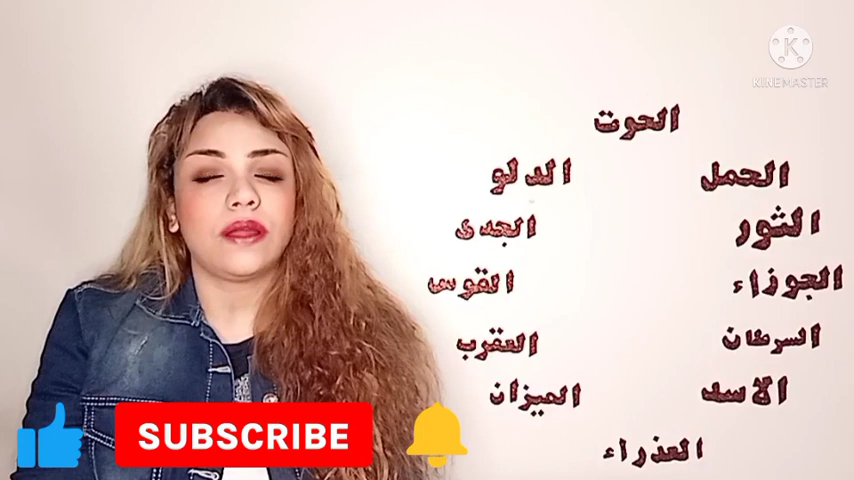 KINEMASTER
الحوت
الحمل الدلو
الثور الجدى
الجوزاء القوس
السرطان العقرب
الاسد الميزان
العذراء
SUBSCRIBE